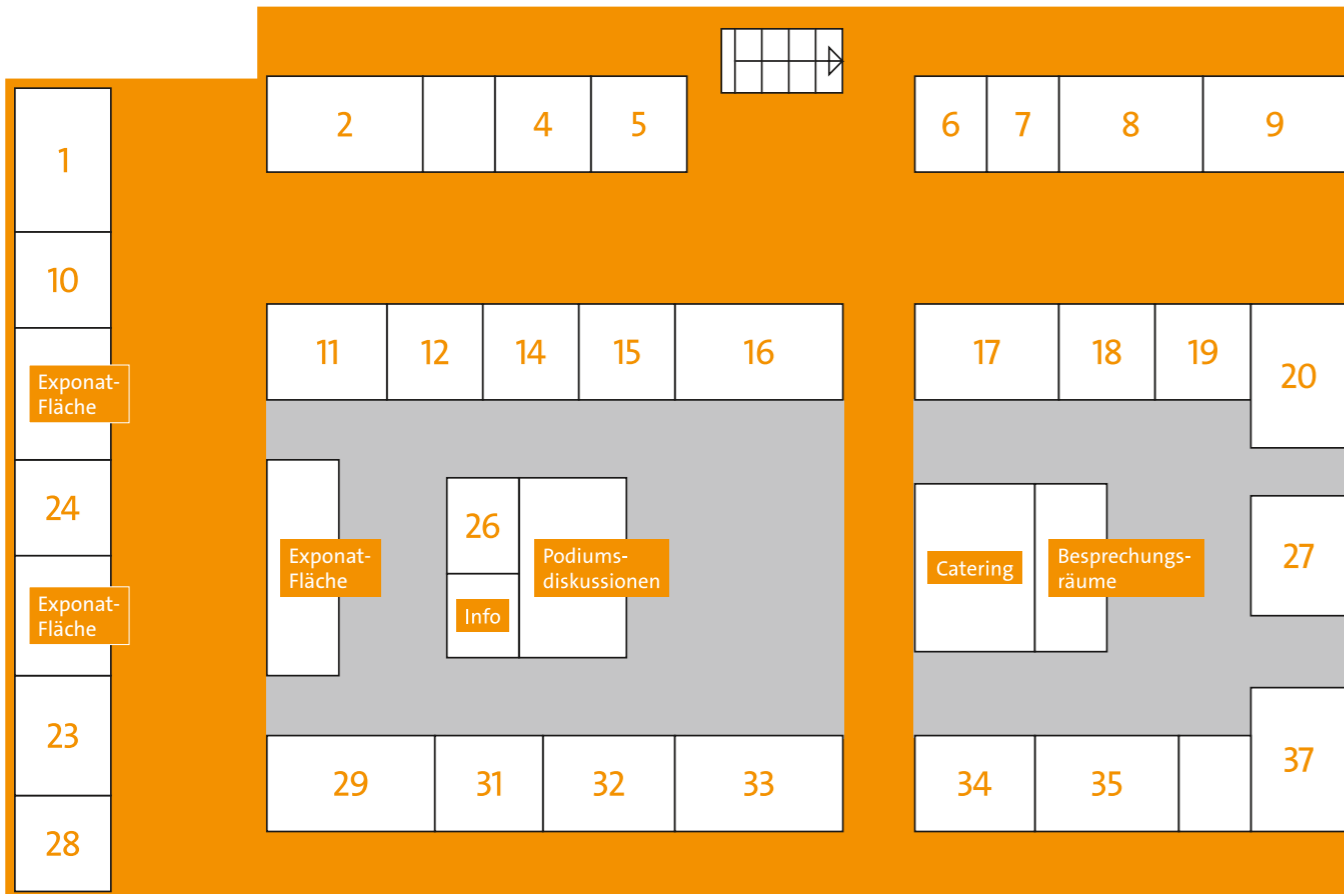 1
2
4
5
6
7
8
9
10
11
12
14
15
16
17
18
19
20
Exponat-
Fläche
24
Exponat-
Fläche
23
28
Exponat-
Fläche
26
Info
Podiums-
diskussionen
Catering
Besprechungs-
räume
27
29
31
32
33
34
35
37